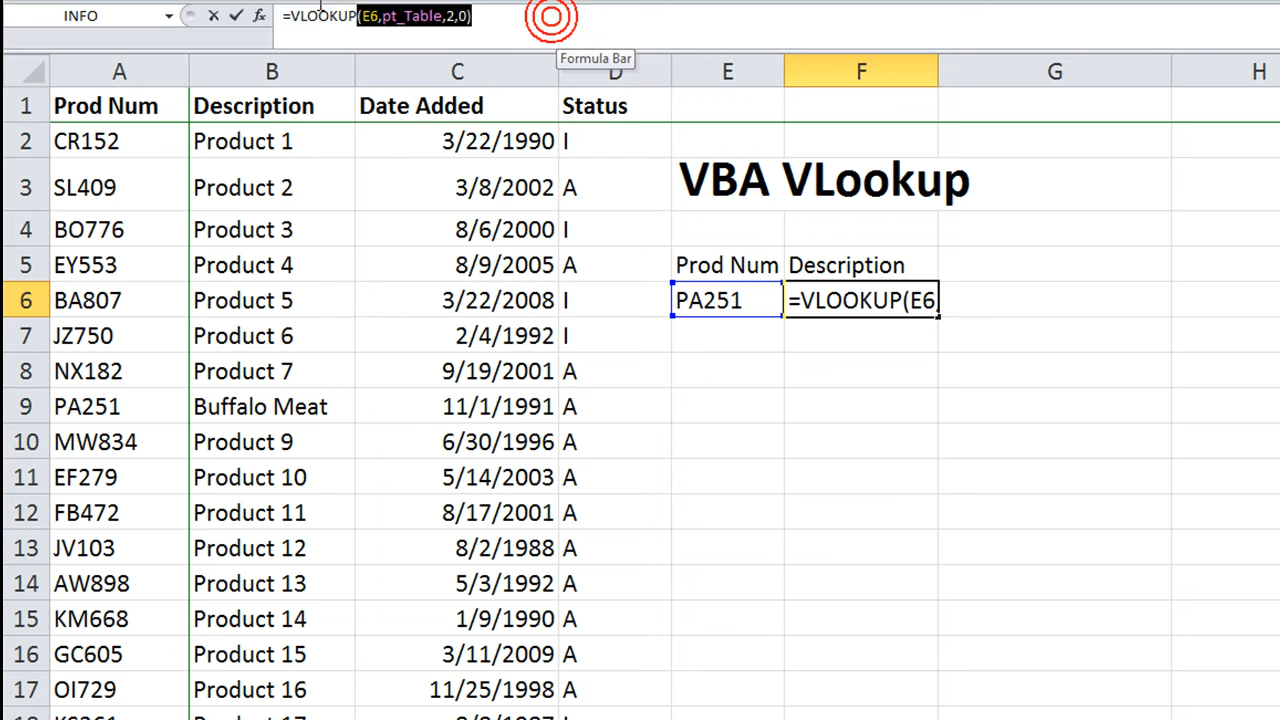 INFO fx =VLOOKUP(E6,pt_Table,2,0)
Formula Bar
A B C D E F G H
1 Prod Num Description Date Added Status
2 CR152 Product 1 3/22/1990 I
3 SL409 Product 2 3/8/2002 A VBA VLookup
4 BO776 Product 3 8/6/2000 I
5 EY553 Product 4 8/9/2005 A Prod Num Description
6 BA807 Product 5 3/22/2008 I PA251 =VLOOKUP(E6,
7 JZ750 Product 6 2/4/1992 I
8 NX182 Product 7 9/19/2001 A
9 PA251 Buffalo Meat 11/1/1991 A
10 MW834 Product 9 6/30/1996 A
11 EF279 Product 10 5/14/2003 A
12 FB472 Product 11 8/17/2001 A
13 JV103 Product 12 8/2/1988 A
14 AW898 Product 13 5/3/1992 A
15 KM668 Product 14 1/9/1990 A
16 GC605 Product 15 3/11/2009 A
17 OI729 Product 16 11/25/1998 A
Product 17